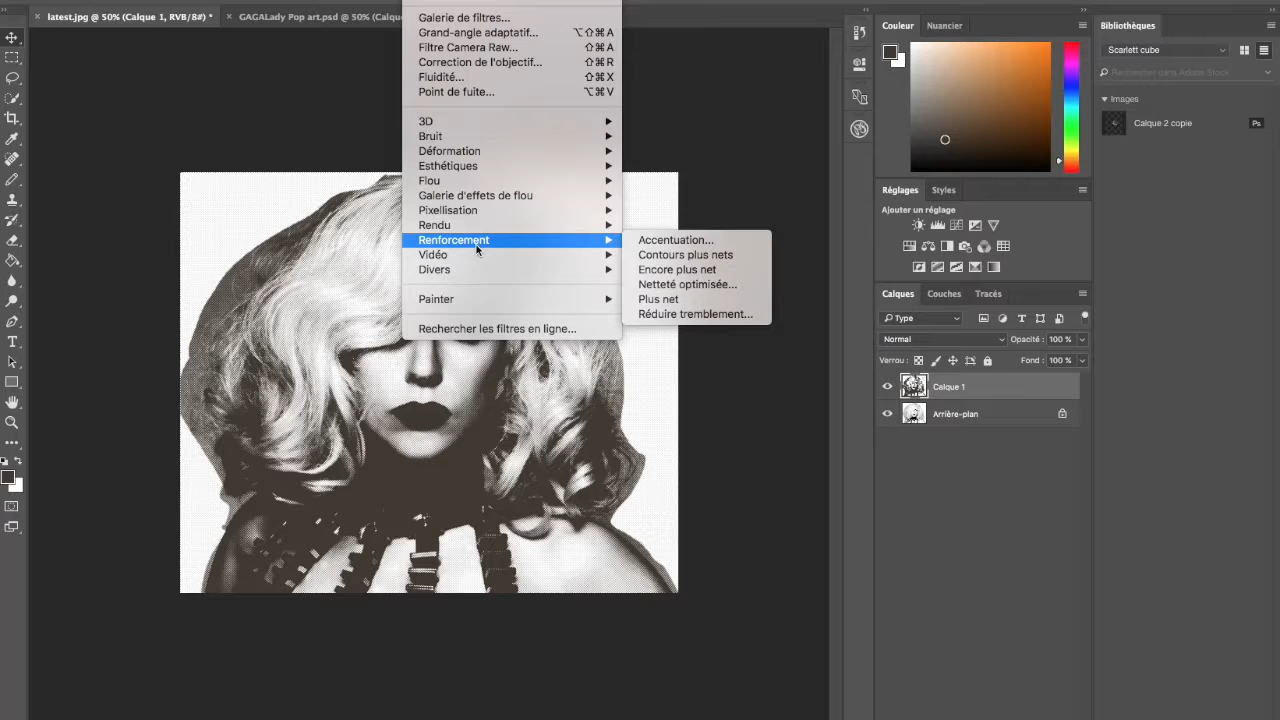 latest.jpg @ 50% (Calque 1, RVB/8#) *
GAGALady Pop art.psd @ 50% (Calqu
Galerie de filtres...
Grand-angle adaptatif... ⌥⇧⌘A
Filtre Camera Raw... ⇧⌘A
Correction de l'objectif... ⇧⌘R
Fluidité... ⇧⌘X
Point de fuite... ⌥⌘V
3D
Bruit
Déformation
Esthétiques
Flou
Galerie d'effets de flou
Pixellisation
Rendu
Renforcement
Vidéo
Divers
Painter
Rechercher les filtres en ligne...
Accentuation...
Contours plus nets
Encore plus net
Netteté optimisée...
Plus net
Réduire tremblement...
Couleur Nuancier
Réglages Styles
Ajouter un réglage
Calques Couches Tracés
Type
Normal Opacité : 100 %
Verrou : Fond : 100 %
Calque 1
Arrière-plan
Bibliothèques
Scarlett cube
Rechercher dans Adobe Stock
Images
Calque 2 copie Ps